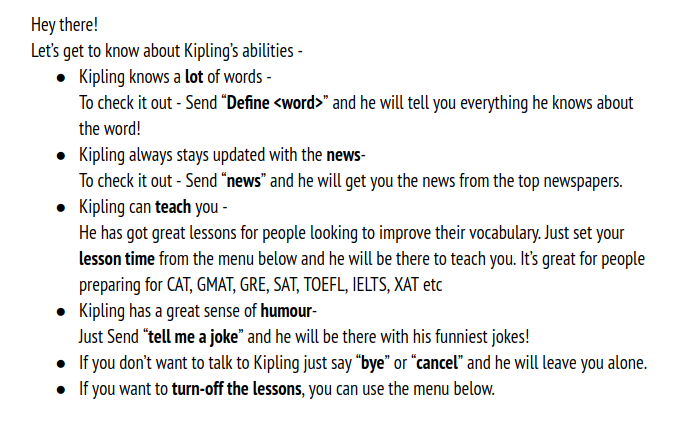 Hey there!
Let's get to know about Kipling's abilities -
● Kipling knows a lot of words -
To check it out - Send “Define <word>” and he will tell you everything he knows about
the word!
● Kipling always stays updated with the news-
To check it out - Send “news” and he will get you the news from the top newspapers.
● Kipling can teach you -
He has got great lessons for people looking to improve their vocabulary. Just set your
lesson time from the menu below and he will be there to teach you. It's great for people
preparing for CAT, GMAT, GRE, SAT, TOEFL, IELTS, XAT etc
● Kipling has a great sense of humour-
Just Send “tell me a joke” and he will be there with his funniest jokes!
● If you don't want to talk to Kipling just say “bye” or “cancel” and he will leave you alone.
● If you want to turn-off the lessons, you can use the menu below.